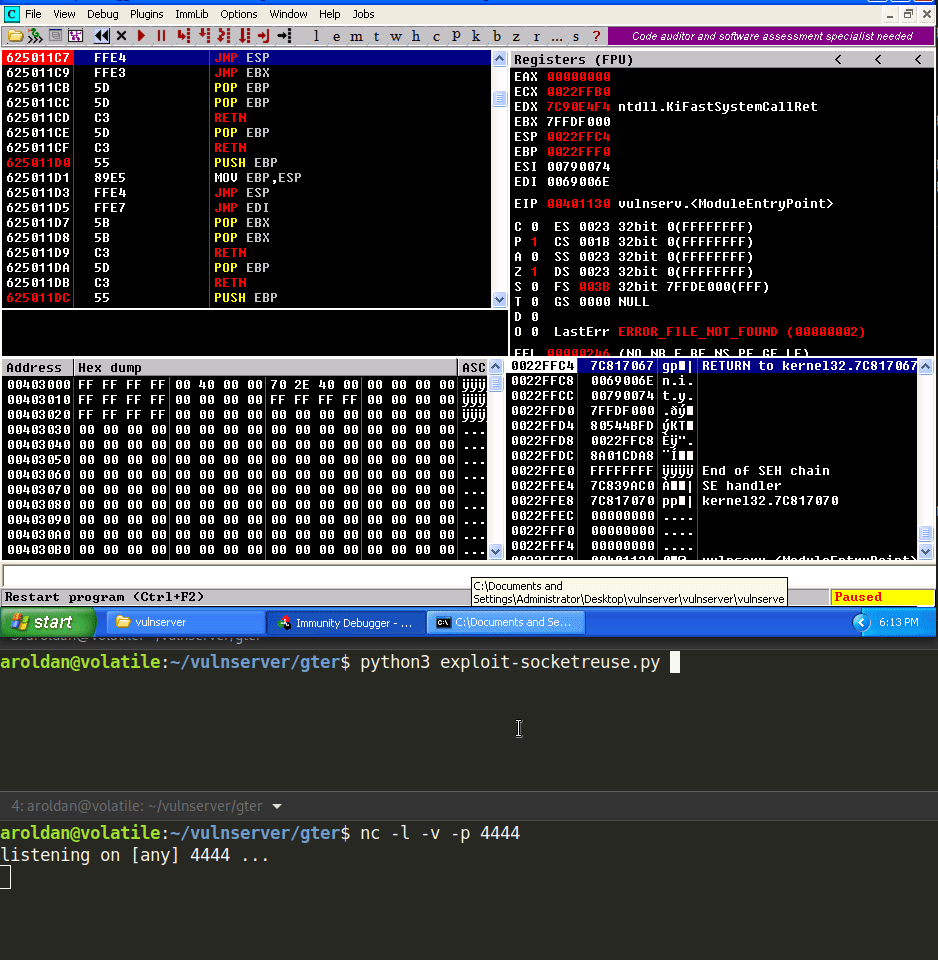 File View Debug Plugins ImmLib Options Window Help Jobs
l e m t w h c P k b z r ... s ? Code auditor and software assessment specialist needed
625011C7 FFE4 JMP ESP
625011C9 FFE3 JMP EBX
625011CB 5D POP EBP
625011CC 5D POP EBP
625011CD C3 RETN
625011CE 5D POP EBP
625011CF C3 RETN
625011D0 55 PUSH EBP
625011D1 89E5 MOV EBP,ESP
625011D3 FFE4 JMP ESP
625011D5 FFE7 JMP EDI
625011D7 5B POP EBX
625011D8 5B POP EBX
625011D9 C3 RETN
625011DA 5D POP EBP
625011DB C3 RETN
625011DC 55 PUSH EBP
Registers (FPU) < < <
EAX 00000000
ECX 0022FFB0
EDX 7C90E4F4 ntdll.KiFastSystemCallRet
EBX 7FFDF000
ESP 0022FFC4
EBP 0022FFF0
ESI 00790074
EDI 0069006E
EIP 00401130 vulnserv.<ModuleEntryPoint>
C 0 ES 0023 32bit 0(FFFFFFFF)
P 1 CS 001B 32bit 0(FFFFFFFF)
A 0 SS 0023 32bit 0(FFFFFFFF)
Z 1 DS 0023 32bit 0(FFFFFFFF)
S 0 FS 003B 32bit 7FFDE000(FFF)
T 0 GS 0000 NULL
D 0
O 0 LastErr ERROR_FILE_NOT_FOUND (00000002)
EFL 00000246 (NO,NB,E,BE,NS,PE,GE,LE)
Address Hex dump ASC
00403000 FF FF FF FF 00 40 00 00 70 2E 40 00 00 00 00 00 ÿÿÿ
00403010 FF FF FF FF 00 00 00 00 FF FF FF FF 00 00 00 00 ÿÿÿ
00403020 FF FF FF FF 00 00 00 00 00 00 00 00 00 00 00 00 ÿÿÿ
00403030 00 00 00 00 00 00 00 00 00 00 00 00 00 00 00 00 ...
00403040 00 00 00 00 00 00 00 00 00 00 00 00 00 00 00 00 ...
00403050 00 00 00 00 00 00 00 00 00 00 00 00 00 00 00 00 ...
00403060 00 00 00 00 00 00 00 00 00 00 00 00 00 00 00 00 ...
00403070 00 00 00 00 00 00 00 00 00 00 00 00 00 00 00 00 ...
00403080 00 00 00 00 00 00 00 00 00 00 00 00 00 00 00 00 ...
00403090 00 00 00 00 00 00 00 00 00 00 00 00 00 00 00 00 ...
004030A0 00 00 00 00 00 00 00 00 00 00 00 00 00 00 00 00 ...
004030B0 00 00 00 00 00 00 00 00 00 00 00 00 00 00 00 00 ...
0022FFC4 7C817067 gp| RETURN to kernel32.7C817067
0022FFC8 0069006E n.i.
0022FFCC 00790074 t.y.
0022FFD0 7FFDF000 .ðý
0022FFD4 80544BFD ýKT
0022FFD8 0022FFC8 Èÿ".
0022FFDC 8A01CDA8 ¨Í
0022FFE0 FFFFFFFF ÿÿÿÿ End of SEH chain
0022FFE4 7C839AC0 À| SE handler
0022FFE8 7C817070 pp| kernel32.7C817070
0022FFEC 00000000 ....
0022FFF0 00000000 ....
0022FFF4 00000000 ....
C:\Documents and
Settings\Administrator\Desktop\vulnserver\vulnserver\vulnserve
Restart program (Ctrl+F2) Paused
start vulnserver Immunity Debugger - ... C:\Documents and Se... 6:13 PM
aroldan@volatile:~/vulnserver/gter$ python3 exploit-socketreuse.py
4: aroldan@volatile: ~/vulnserver/gter
aroldan@volatile:~/vulnserver/gter$ nc -l -v -p 4444
listening on [any] 4444 ...